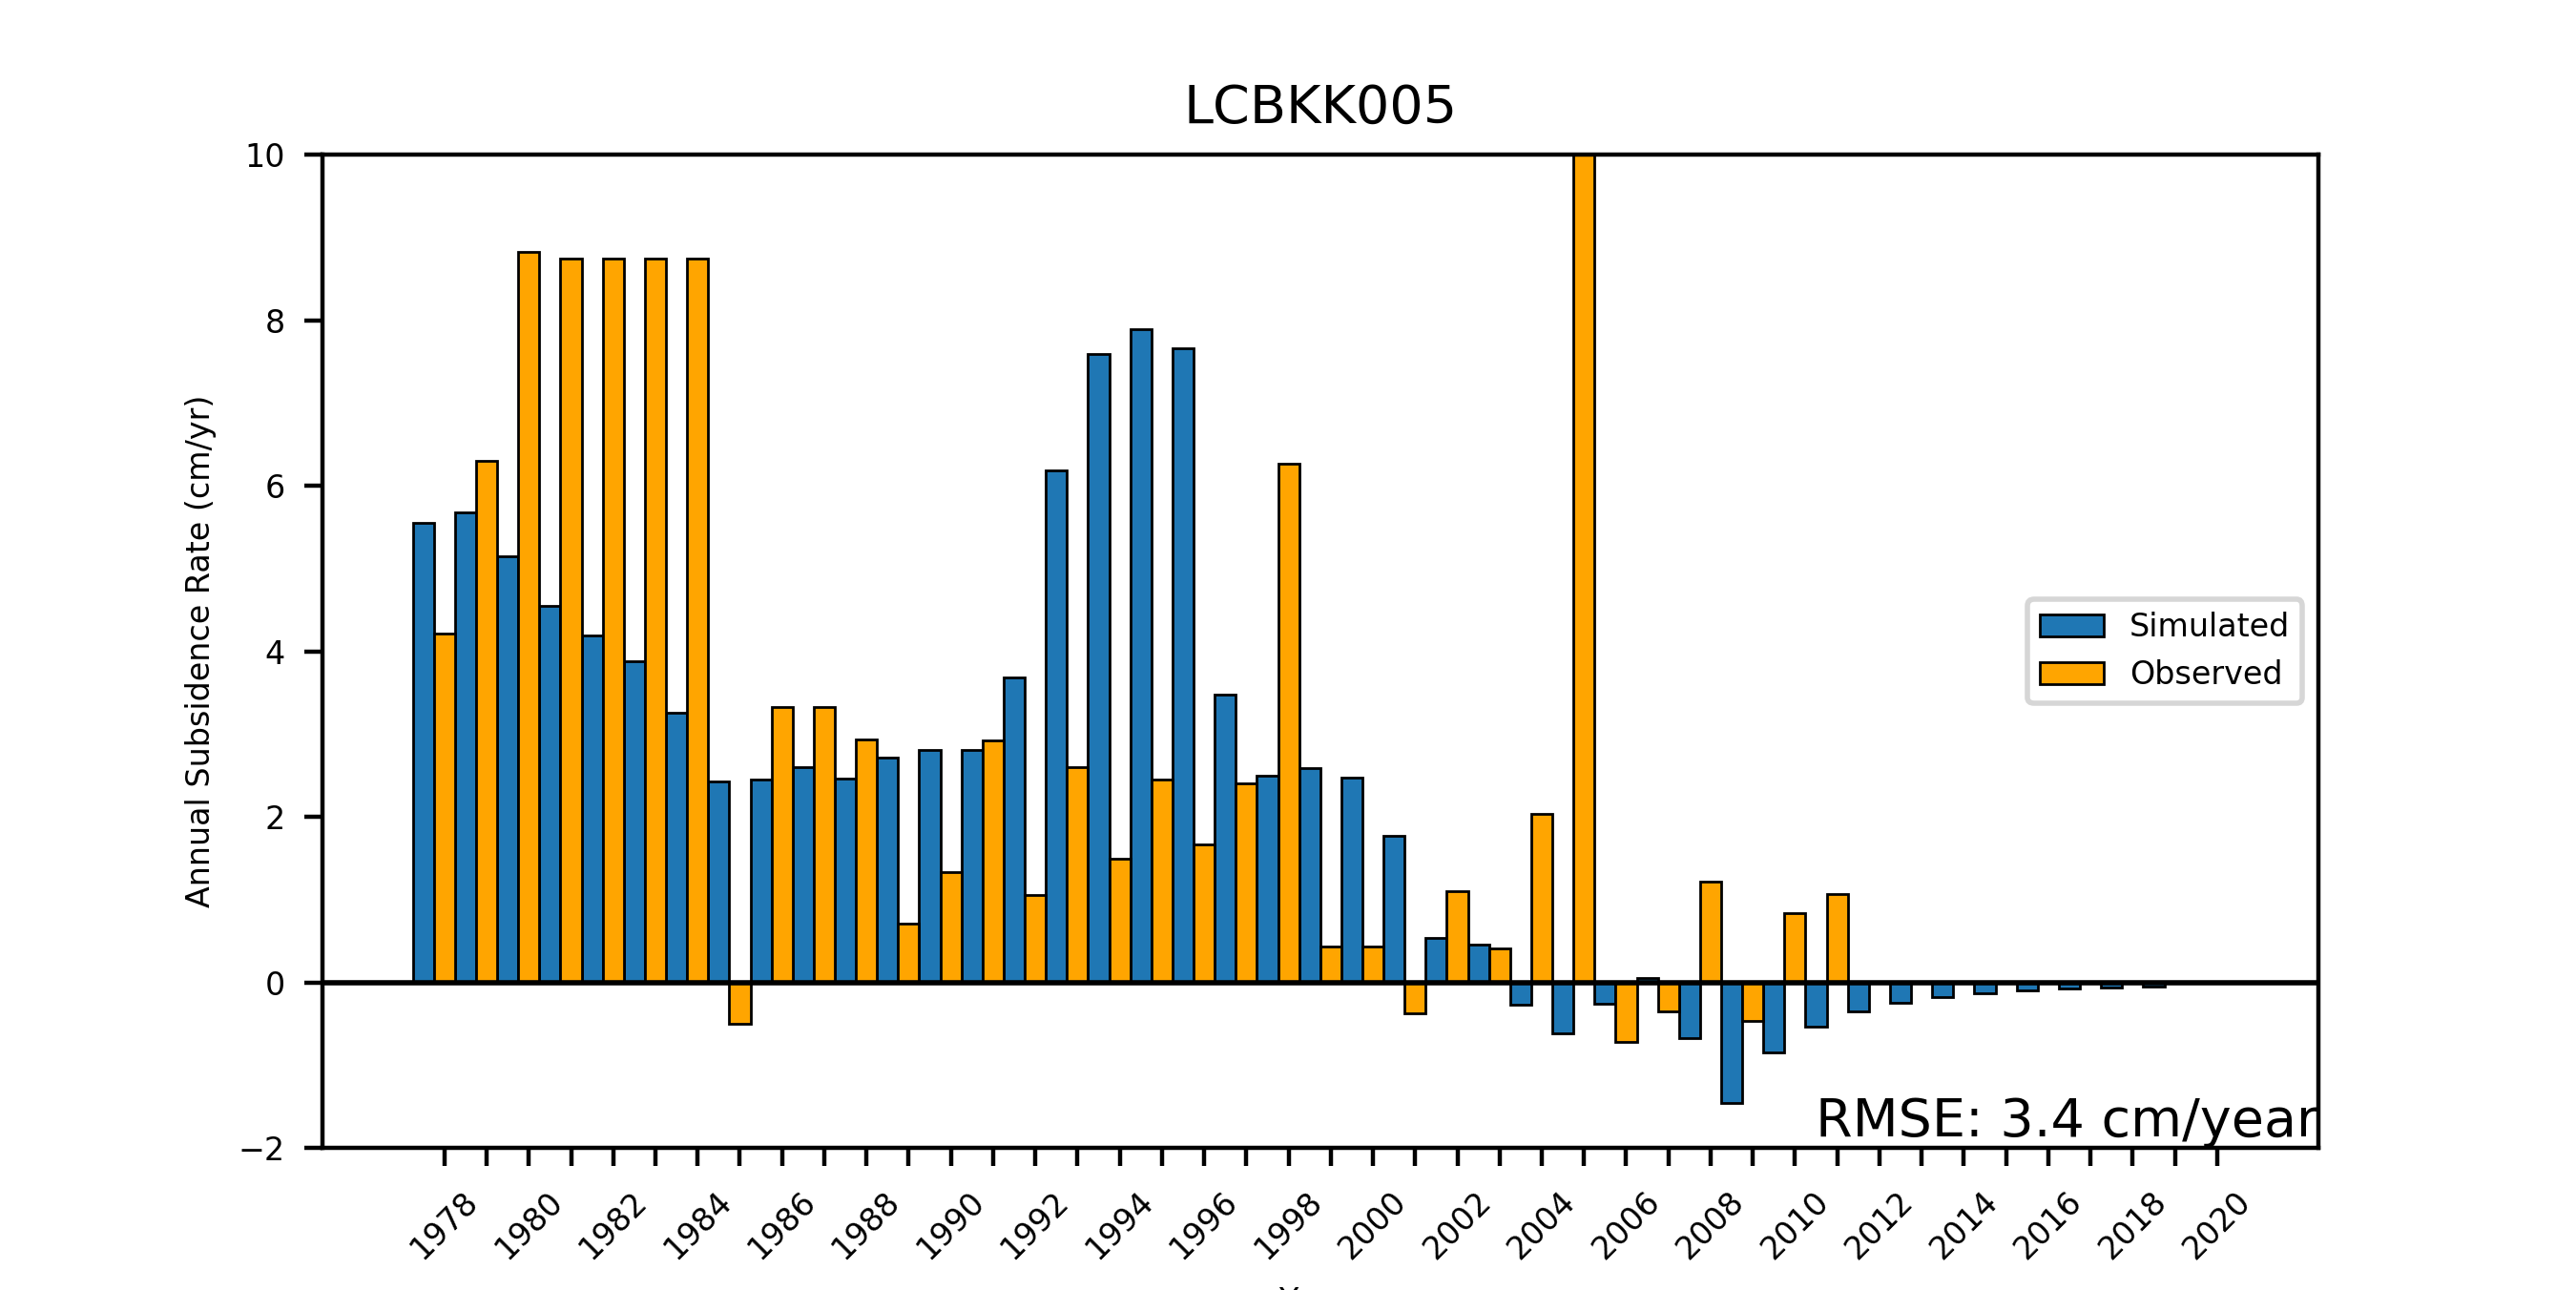 LCBKK005
10
8
6
4
2
0
−2
Annual Subsidence Rate (cm/yr)
Simulated
Observed
RMSE: 3.4 cm/year
1978 1980 1982 1984 1986 1988 1990 1992 1994 1996 1998 2000 2002 2004 2006 2008 2010 2012 2014 2016 2018 2020